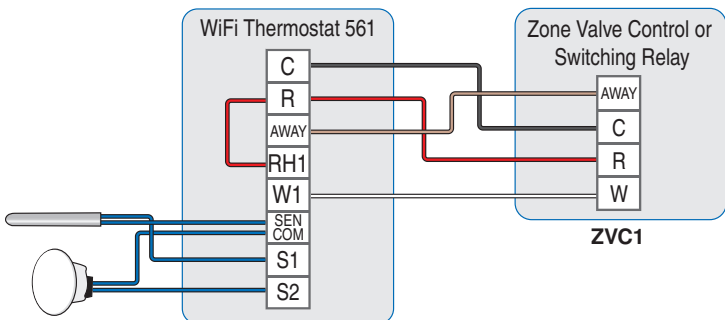 WiFi Thermostat 561
C
R
AWAY
RH1
W1
SEN
COM
S1
S2
Zone Valve Control or
Switching Relay
AWAY
C
R
W
ZVC1